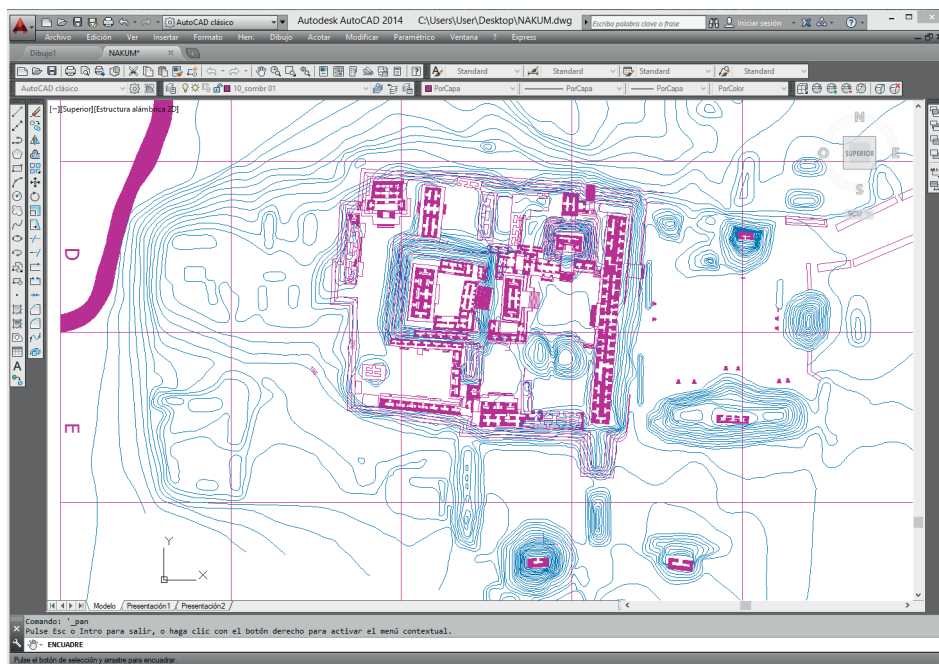 AutoCAD clásico
Autodesk AutoCAD 2014 C:\Users\User\Desktop\NAKUM.dwg
Escriba palabra clave o frase
Iniciar sesión
Archivo Edición Ver Insertar Formato Herr. Dibujo Acotar Modificar Paramétrico Ventana ? Express
Dibujo1 NAKUM*
Standard Standard Standard Standard
AutoCAD clásico 10_sombr 01 PorCapa PorCapa PorCapa PorColor
[−][Superior][Estructura alámbrica 2D]
N
O SUPERIOR E
S
SCU
D
E
Y
X
Modelo Presentación1 Presentación2
Comando: '_pan
Pulse Esc o Intro para salir, o haga clic con el botón derecho para activar el menú contextual.
- ENCUADRE
Pulse el botón de selección y arrastre para encuadrar.